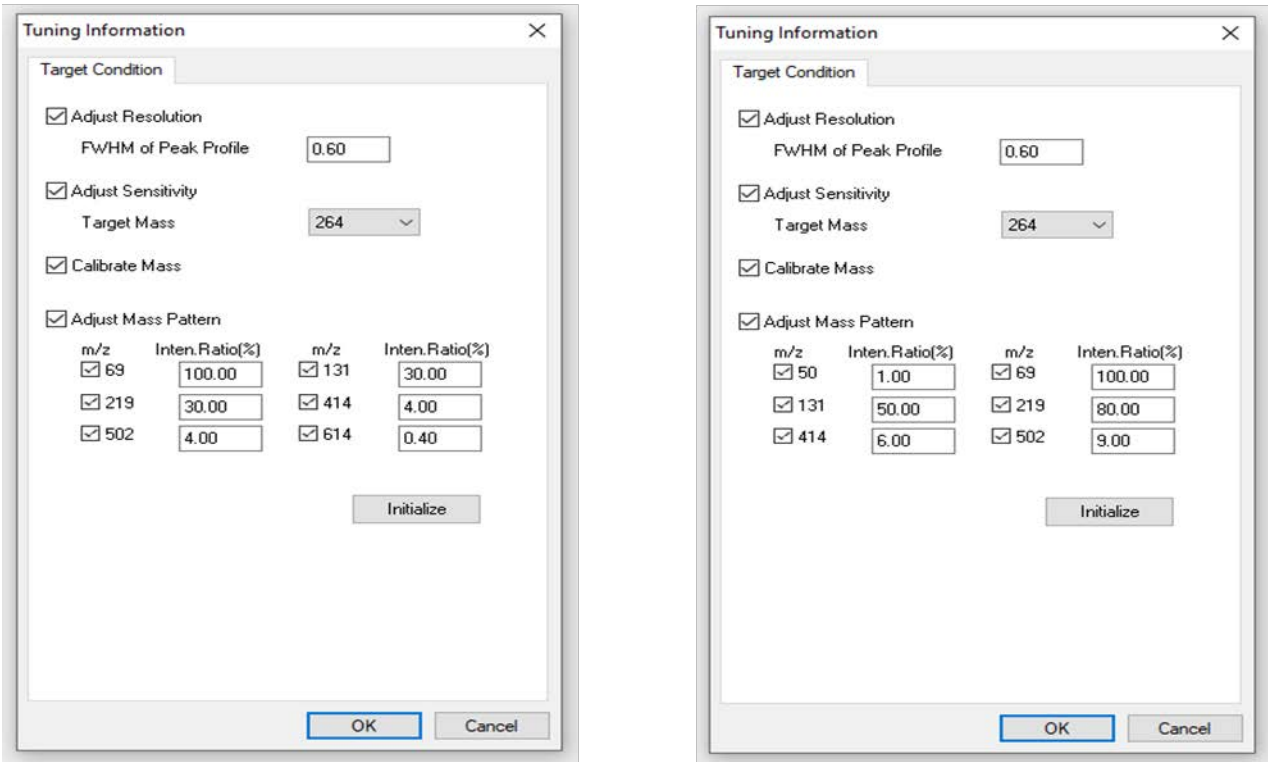 Tuning Information
Target Condition
Adjust Resolution
FWHM of Peak Profile 0.60
Adjust Sensitivity
Target Mass 264
Calibrate Mass
Adjust Mass Pattern
m/z Inten.Ratio(%) m/z Inten.Ratio(%)
69 100.00 131 30.00
219 30.00 414 4.00
502 4.00 614 0.40
Initialize
OK Cancel
Tuning Information
Target Condition
Adjust Resolution
FWHM of Peak Profile 0.60
Adjust Sensitivity
Target Mass 264
Calibrate Mass
Adjust Mass Pattern
m/z Inten.Ratio(%) m/z Inten.Ratio(%)
50 1.00 69 100.00
131 50.00 219 80.00
414 6.00 502 9.00
Initialize
OK Cancel